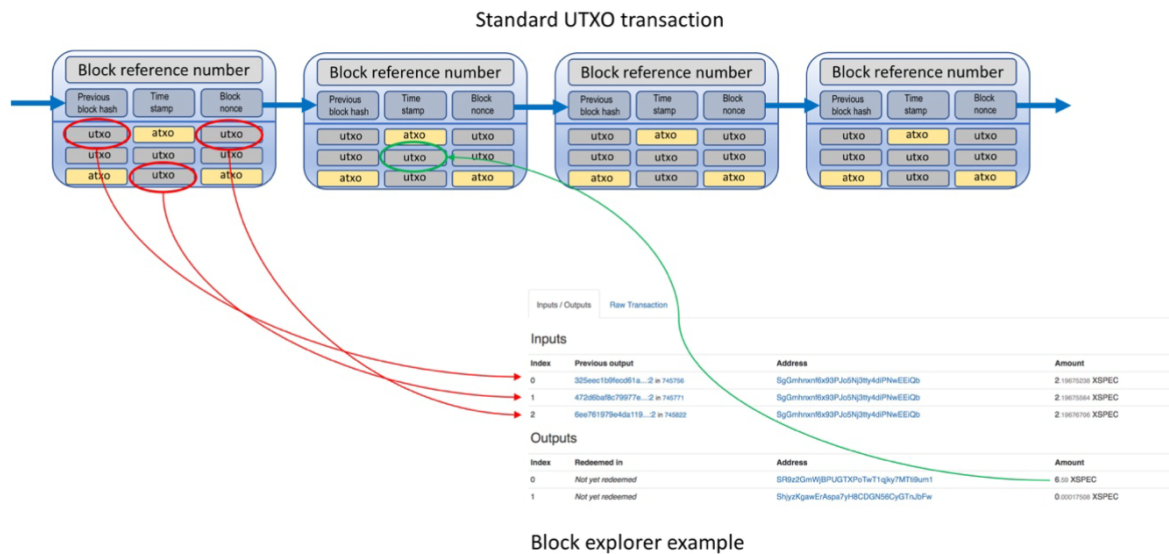 Standard UTXO transaction
Block reference number
Block reference number
Block reference number
Block reference number
Previous block hash
Time stamp
Block nonce
Previous block hash
Time stamp
Block nonce
Previous block hash
Time stamp
Block nonce
Previous block hash
Time stamp
Block nonce
utxo atxo utxo
utxo atxo utxo
utxo atxo utxo
utxo atxo utxo
utxo utxo utxo
utxo utxo utxo
utxo utxo utxo
utxo utxo utxo
atxo utxo atxo
atxo utxo atxo
atxo utxo atxo
atxo utxo atxo
Inputs / Outputs Raw Transaction
Inputs
Index Previous output Address Amount
0 325eec1b9fecd61a...:2 in 745756 SgGmhnxnf6x93PJo5Nj3tty4diPNwEEiQb 2.19675238 XSPEC
1 472d6baf8c79977e...:2 in 745771 SgGmhnxnf6x93PJo5Nj3tty4diPNwEEiQb 2.19675564 XSPEC
2 6ee761979e4da119...:2 in 745822 SgGmhnxnf6x93PJo5Nj3tty4diPNwEEiQb 2.19676706 XSPEC
Outputs
Index Redeemed in Address Amount
0 Not yet redeemed SR9z2GmWjBPUGTXPoTwT1qjky7MTti9um1 6.59 XSPEC
1 Not yet redeemed ShjyzKgawErAspa7yH8CDGN56CyGTnJbFw 0.00017508 XSPEC
Block explorer example